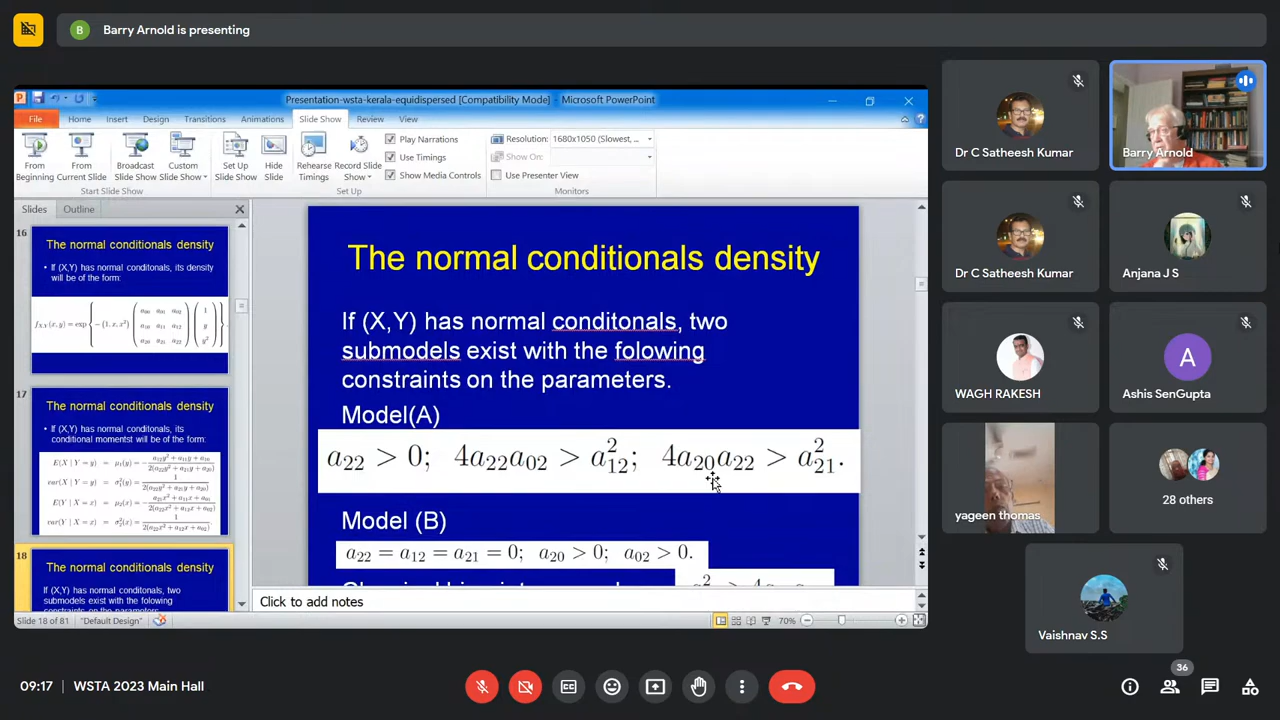 B Barry Arnold is presenting
Presentation-wsta-kerala-equidispersed [Compatibility Mode] - Microsoft PowerPoint
File Home Insert Design Transitions Animations Slide Show Review View
From Beginning
From Current Slide
Broadcast Slide Show
Custom Slide Show
Start Slide Show
Set Up Slide Show
Hide Slide
Rehearse Timings
Record Slide Show
Play Narrations
Use Timings
Show Media Controls
Set Up
Resolution: 1680x1050 (Slowest, ...
Show On:
Use Presenter View
Monitors
Slides Outline
16
The normal conditionals density
• If (X,Y) has normal conditionals, its density
will be of the form:
17
The normal conditionals density
• If (X,Y) has normal conditionals, its
conditional momentst will be of the form:
18
The normal conditionals density
If (X,Y) has normal conditonals, two
submodels exist with the folowing
constraints on the parameters.
The normal conditionals density
If (X,Y) has normal conditonals, two
submodels exist with the folowing
constraints on the parameters.
Model(A)
a₂₂ > 0; 4a₂₂a₀₂ > a₁₂²; 4a₂₀a₂₂ > a₂₁².
Model (B)
a₂₂ = a₁₂ = a₂₁ = 0; a₂₀ > 0; a₀₂ > 0.
Click to add notes
Slide 18 of 81 "Default Design" 70%
Dr C Satheesh Kumar
Barry Arnold
Dr C Satheesh Kumar
Anjana J S
WAGH RAKESH
A
Ashis SenGupta
yageen thomas
28 others
Vaishnav S.S
09:17 WSTA 2023 Main Hall
36